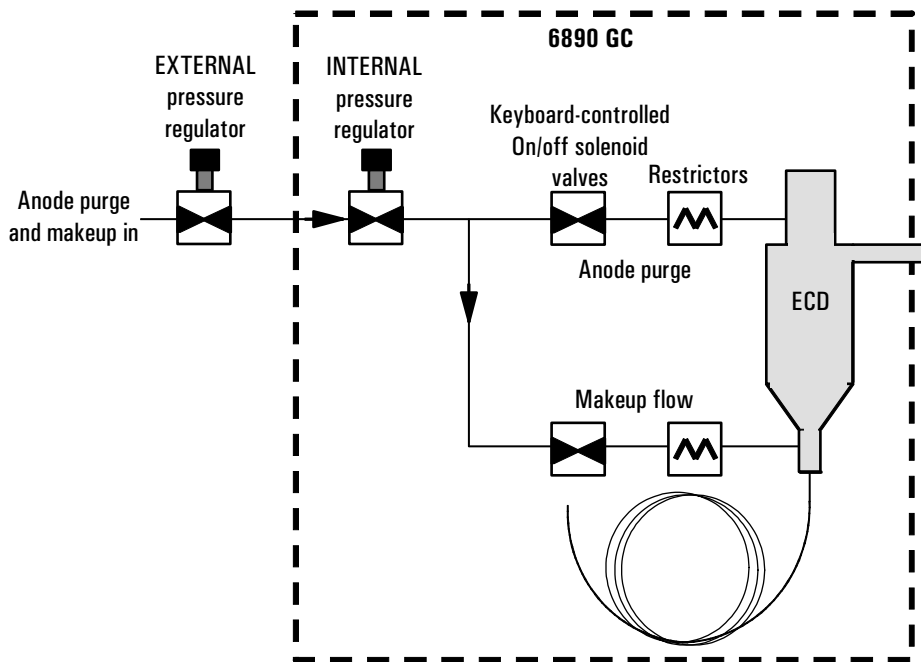 6890 GC
EXTERNAL
pressure
regulator
INTERNAL
pressure
regulator
Keyboard-controlled
On/off solenoid
valves
Restrictors
Anode purge
and makeup in
Anode purge
ECD
Makeup flow